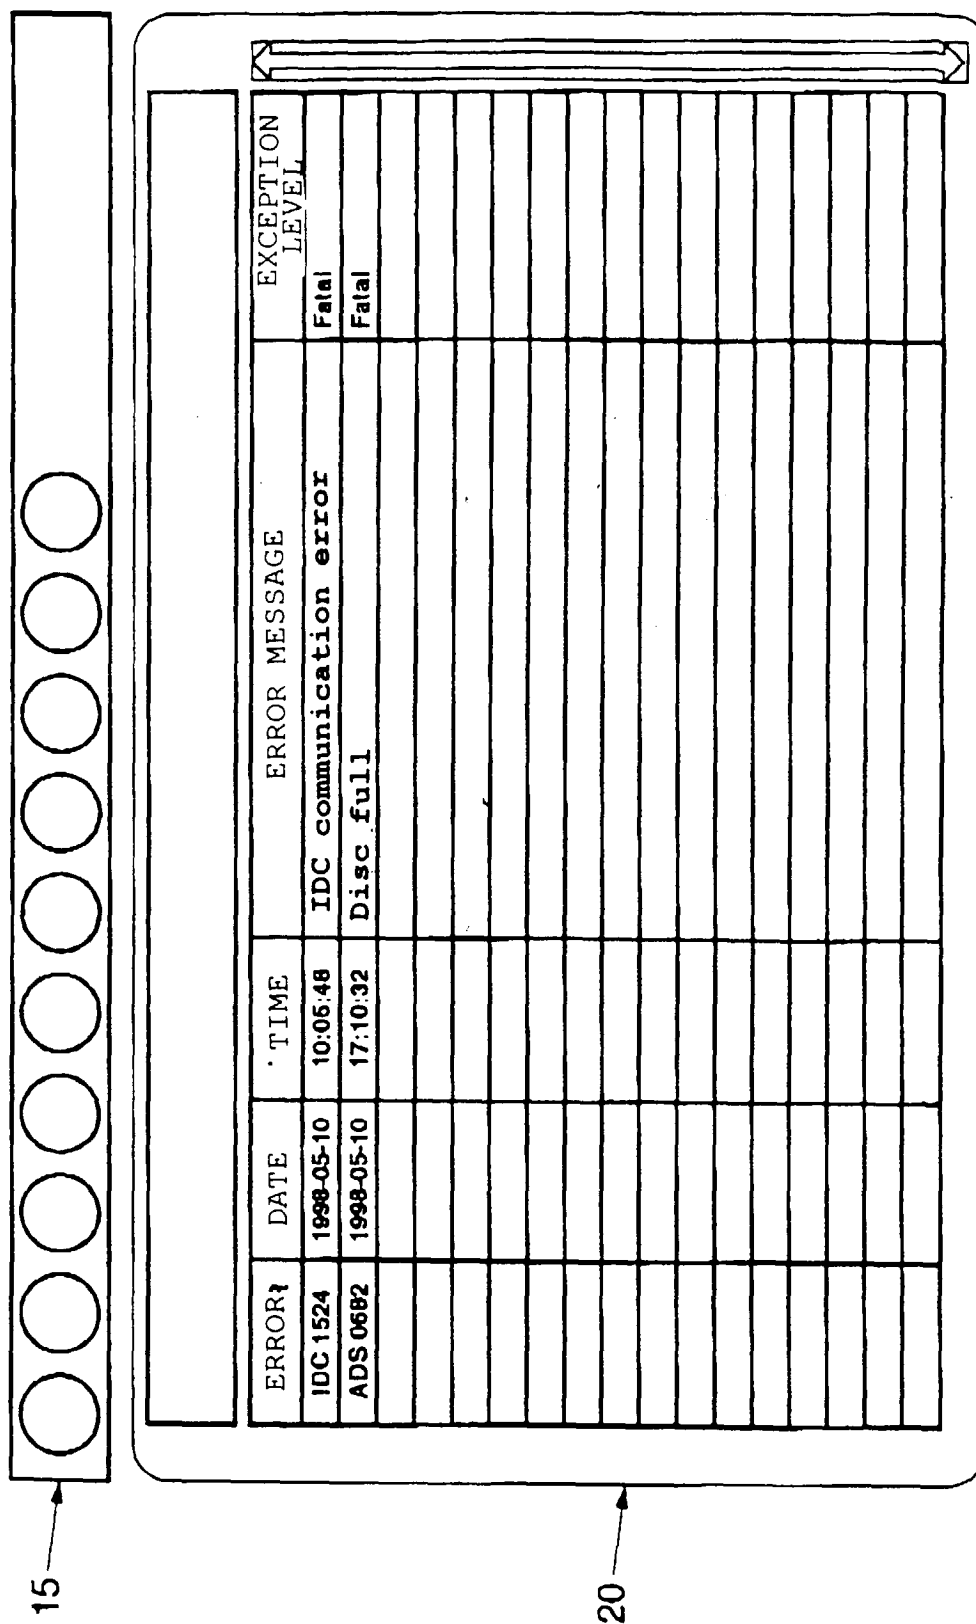 15
20
ERROR DATE TIME ERROR MESSAGE EXCEPTION LEVEL
IDC 1524 1998-05-10 10:05:48 IDC communication error Fatal
ADS 0682 1998-05-10 17:10:32 Disc full Fatal